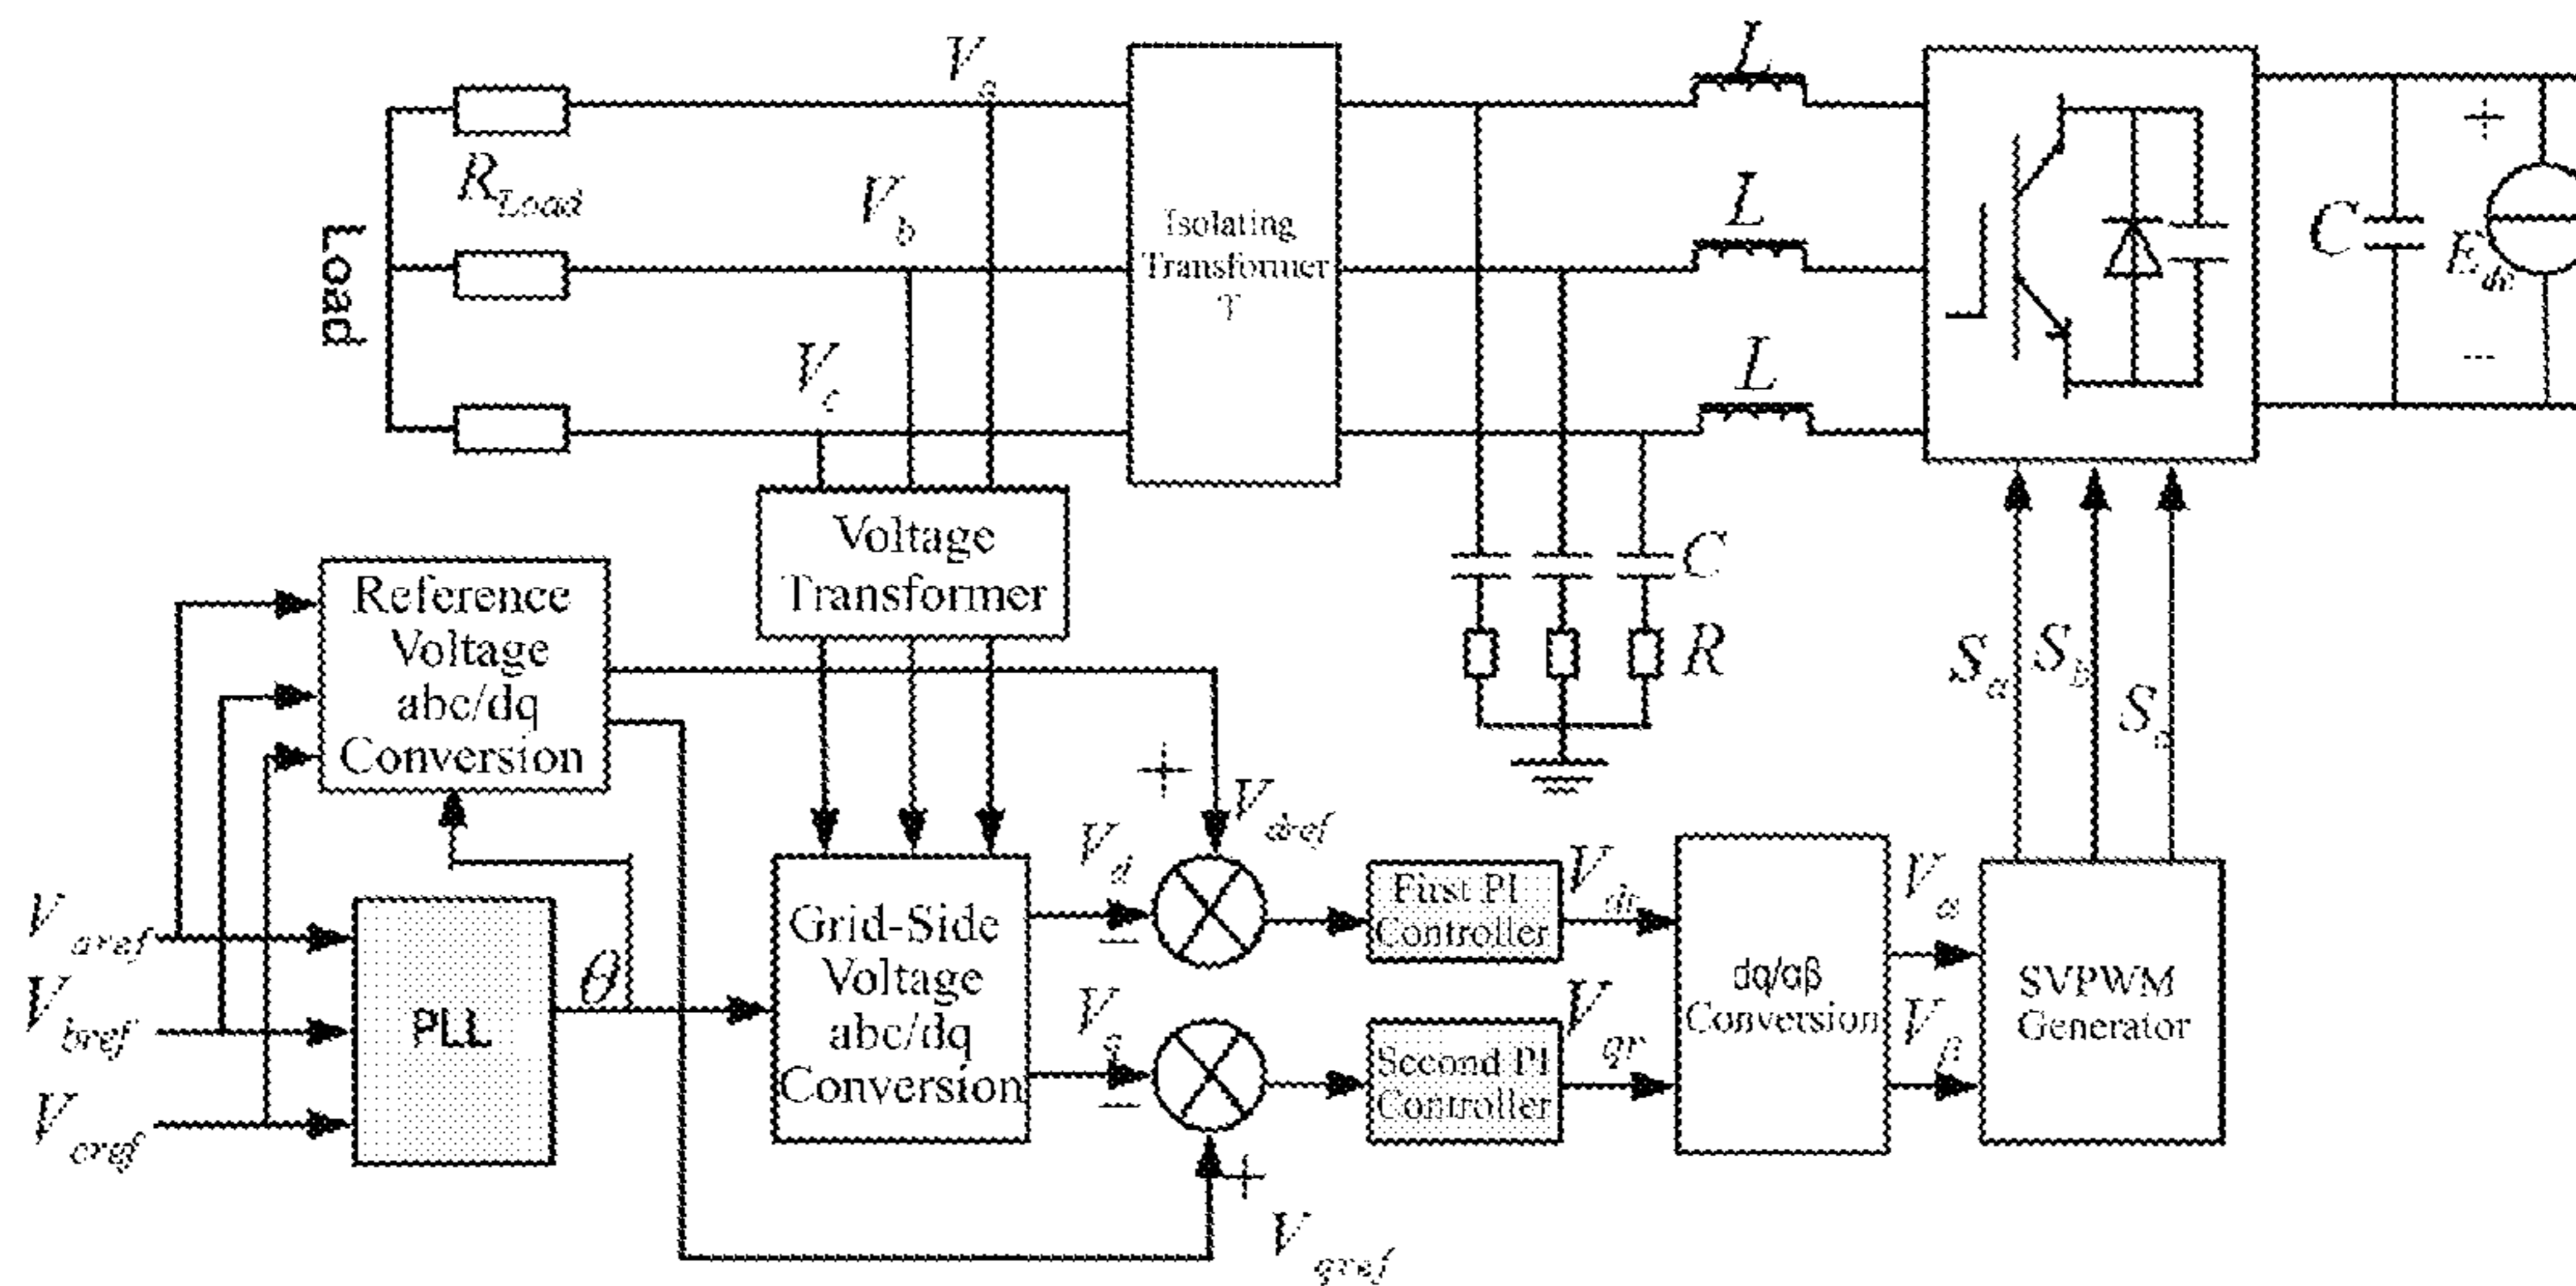 V_a
L
R_Load
V_b
L
Isolating
Transformer
T
C
E_dc
+
−
Load
V_c
L
Voltage
Transformer
C
R
Reference
Voltage
abc/dq
Conversion
S_a
S_b
+
V_dref
V_d
−
First PI
Controller
V_dr
V_α
V_aref
V_bref
V_cref
PLL
θ
Grid-Side
Voltage
abc/dq
Conversion
V_q
−
Second PI
Controller
V_qr
dq/αβ
Conversion
V_β
SVPWM
Generator
+
V_qref